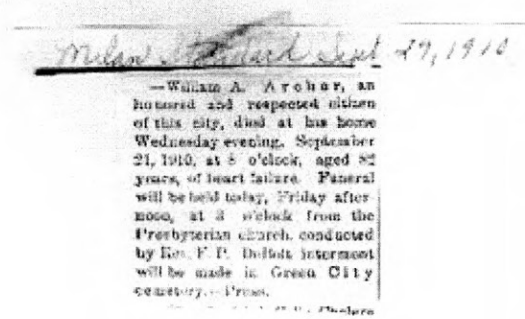 Milan Standard Sept 29, 1910
—William A. Archer, an
honored and respected citizen
of this city, died at his home
Wednesday evening, September
21, 1910, at 8 o'clock, aged 82
years, of heart failure. Funeral
will be held today, Friday after-
noon, at 3 o'clock from the
Presbyterian church, conducted
by Rev. F. P. interment
will be made in Green City
cemetery.—Press.